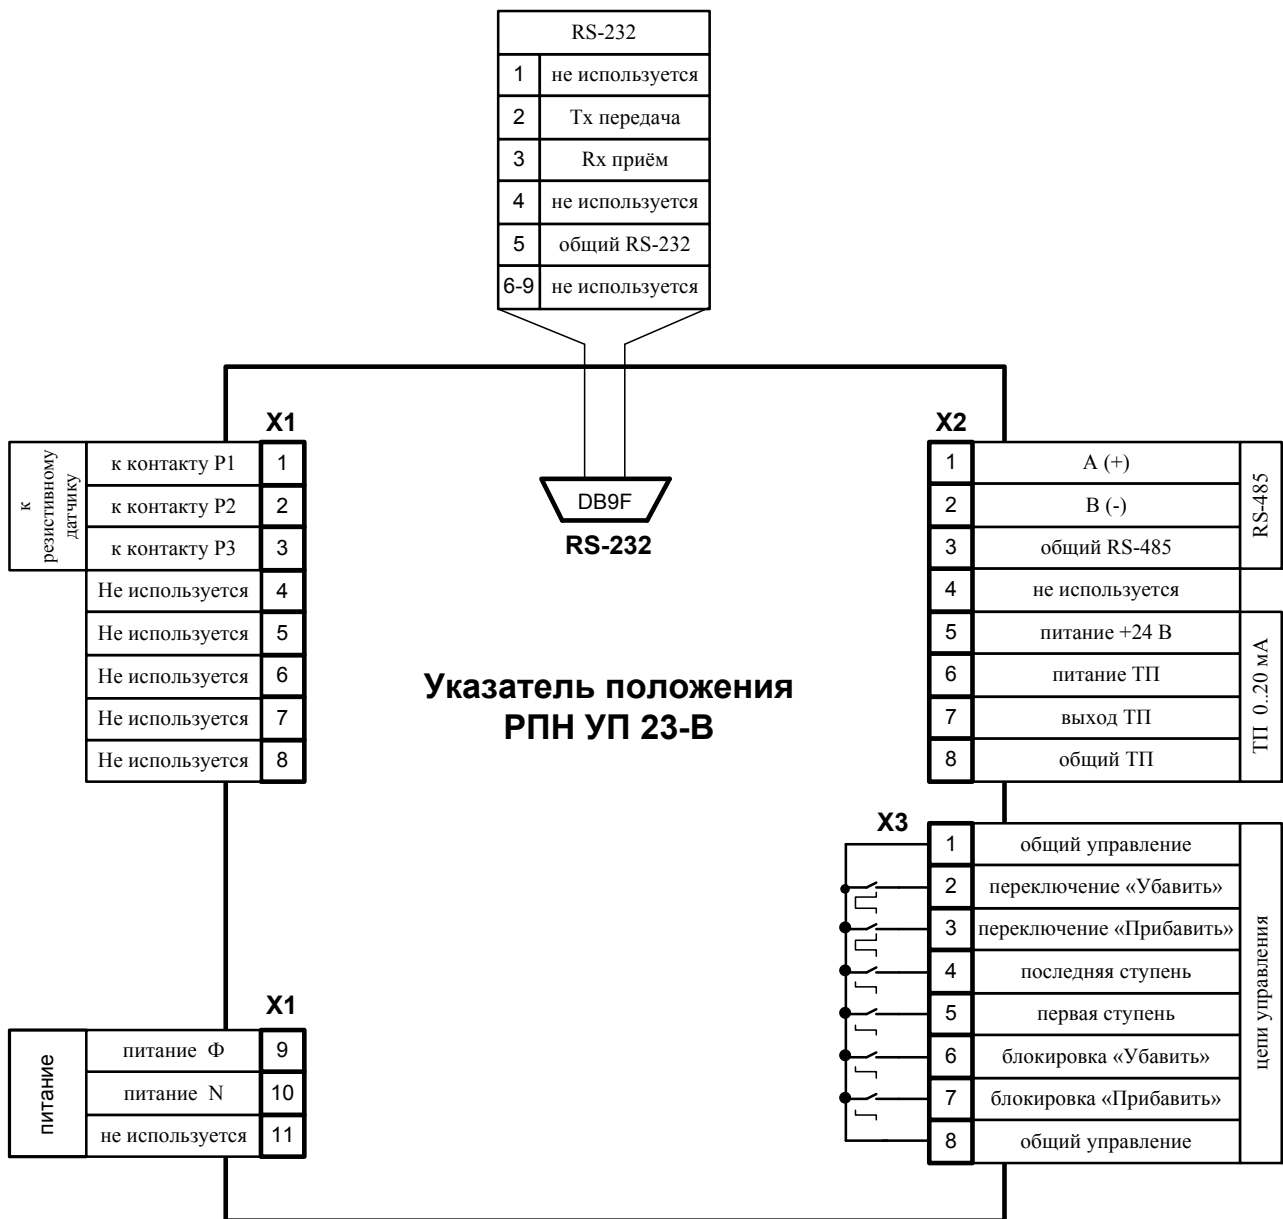 RS-232
1 не используется
2 Tx передача
3 Rx приём
4 не используется
5 общий RS-232
6-9 не используется
X1
к
резистивному
датчику
к контакту Р1 1
к контакту Р2 2
к контакту Р3 3
Не используется 4
Не используется 5
Не используется 6
Не используется 7
Не используется 8
DB9F
RS-232
Указатель положения
РПН УП 23-В
X2
1 A (+)
2 B (-)
3 общий RS-485
RS-485
4 не используется
5 питание +24 В
6 питание ТП
7 выход ТП
8 общий ТП
ТП 0..20 мА
X3
1 общий управление
2 переключение «Убавить»
3 переключение «Прибавить»
4 последняя ступень
5 первая ступень
6 блокировка «Убавить»
7 блокировка «Прибавить»
8 общий управление
цепи управления
X1
питание
питание Ф 9
питание N 10
не используется 11